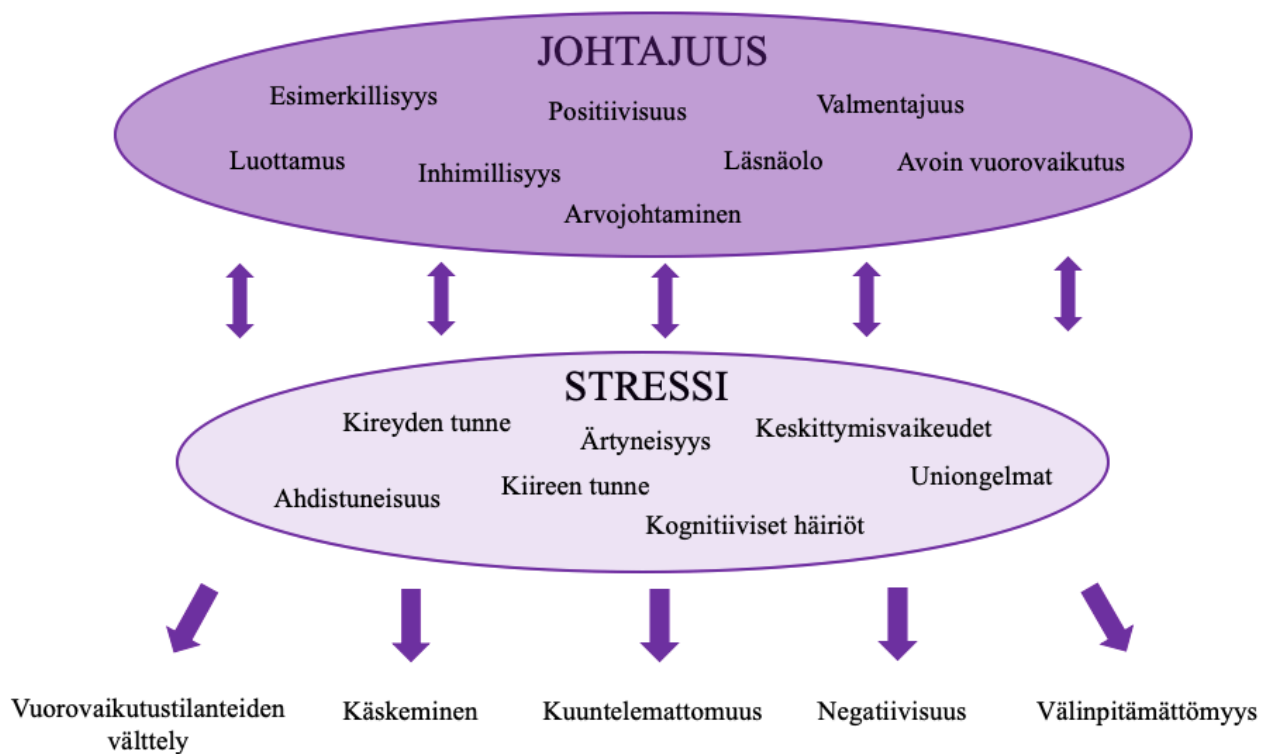 JOHTAJUUS
Esimerkillisyys
Positiivisuus
Valmentajuus
Luottamus
Inhimillisyys
Läsnäolo
Avoin vuorovaikutus
Arvojohtaminen
STRESSI
Kireyden tunne
Ärtyneisyys
Keskittymisvaikeudet
Ahdistuneisuus
Kiireen tunne
Uniongelmat
Kognitiiviset häiriöt
Vuorovaikutustilanteiden
välttely
Käskeminen
Kuuntelemattomuus
Negatiivisuus
Välinpitämättömyys